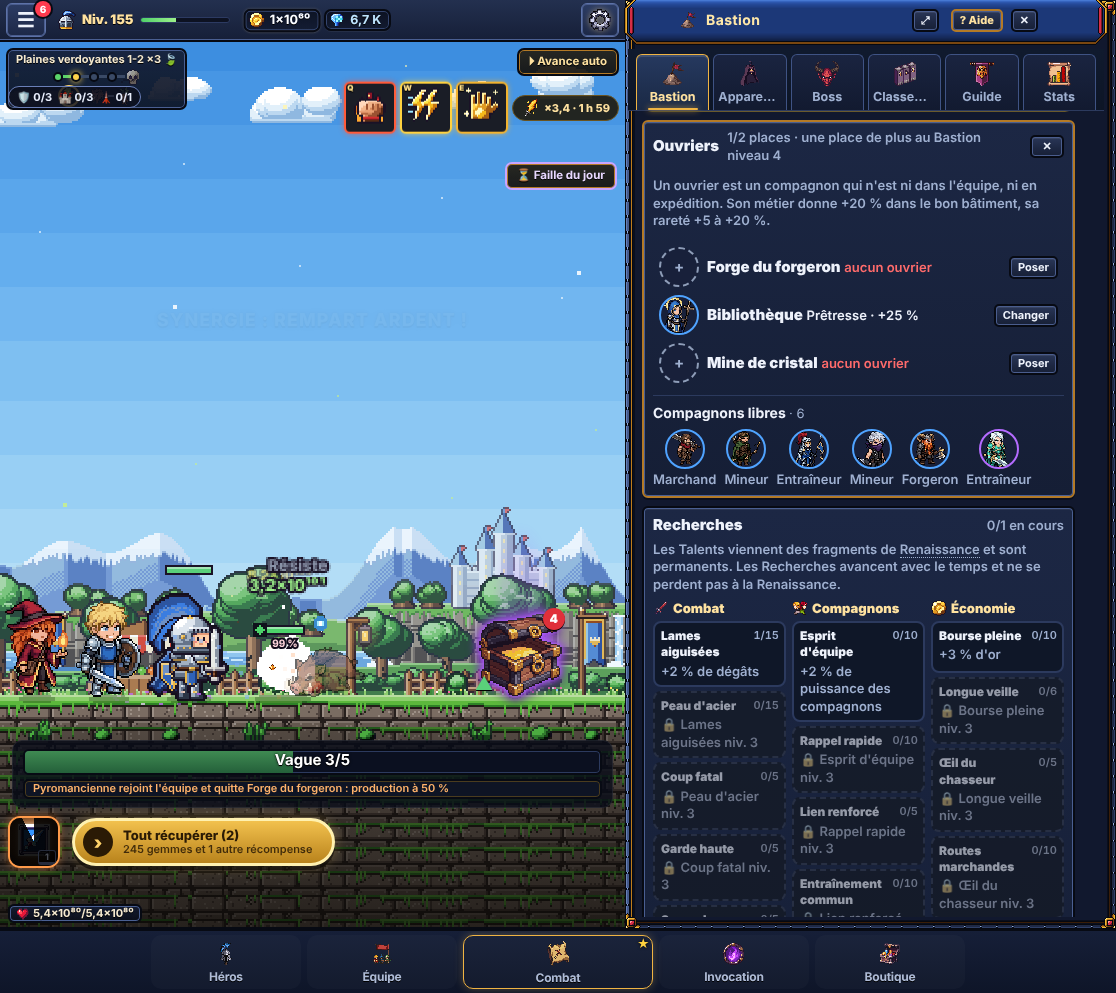 6
Niv. 155
1×10⁶⁰
6,7 K
Plaines verdoyantes 1-2 ×3
0/3 0/3 0/1
Avance auto
Q
W
E
×3,4 · 1 h 59
Faille du jour
SYNERGIE : REMPART ARDENT !
Résiste
99%
4
Vague 3/5
Pyromancienne rejoint l'équipe et quitte Forge du forgeron : production à 50 %
1
Tout récupérer (2)
245 gemmes et 1 autre récompense
5,4×10⁸⁰/5,4×10⁸⁰
Bastion
? Aide
×
Bastion
Appare...
Boss
Classe...
Guilde
Stats
Ouvriers
1/2 places · une place de plus au Bastion
niveau 4
×
Un ouvrier est un compagnon qui n'est ni dans l'équipe, ni en
expédition. Son métier donne +20 % dans le bon bâtiment, sa
rareté +5 à +20 %.
+ Forge du forgeron aucun ouvrier Poser
Bibliothèque Prêtresse · +25 % Changer
+ Mine de cristal aucun ouvrier Poser
Compagnons libres · 6
Marchand Mineur Entraîneur Mineur Forgeron Entraîneur
Recherches 0/1 en cours
Les Talents viennent des fragments de Renaissance et sont
permanents. Les Recherches avancent avec le temps et ne se
perdent pas à la Renaissance.
Combat
Lames 1/15
aiguisées
+2 % de dégâts
Peau d'acier 0/15
Lames
aiguisées niv. 3
Coup fatal 0/5
Peau d'acier
niv. 3
Garde haute 0/5
Coup fatal niv.
3
Compagnons
Esprit 0/10
d'équipe
+2 % de
puissance des
compagnons
Rappel rapide 0/10
Esprit d'équipe
niv. 3
Lien renforcé 0/5
Rappel rapide
niv. 3
Entraînement 0/10
commun
Économie
Bourse pleine 0/10
+3 % d'or
Longue veille 0/6
Bourse pleine
niv. 3
Œil du 0/5
chasseur
Longue veille
niv. 3
Routes 0/10
marchandes
Œil du
chasseur niv. 3
Héros
Équipe
Combat
Invocation
Boutique